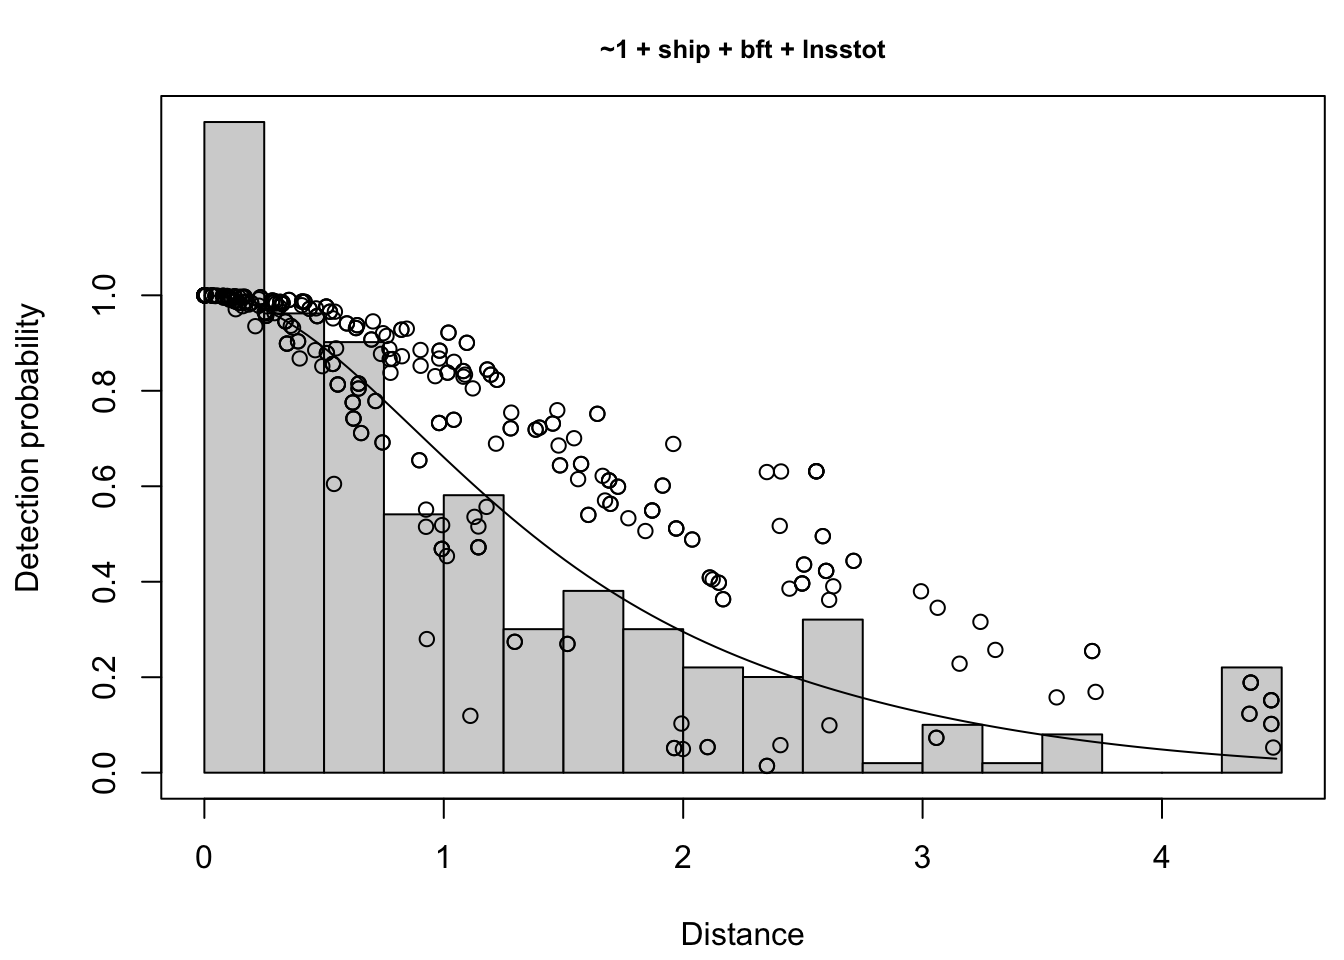 ~1 + ship + bft + lnsstot
Detection probability
1.0
0.8
0.6
0.4
0.2
0.0
0 1 2 3 4
Distance